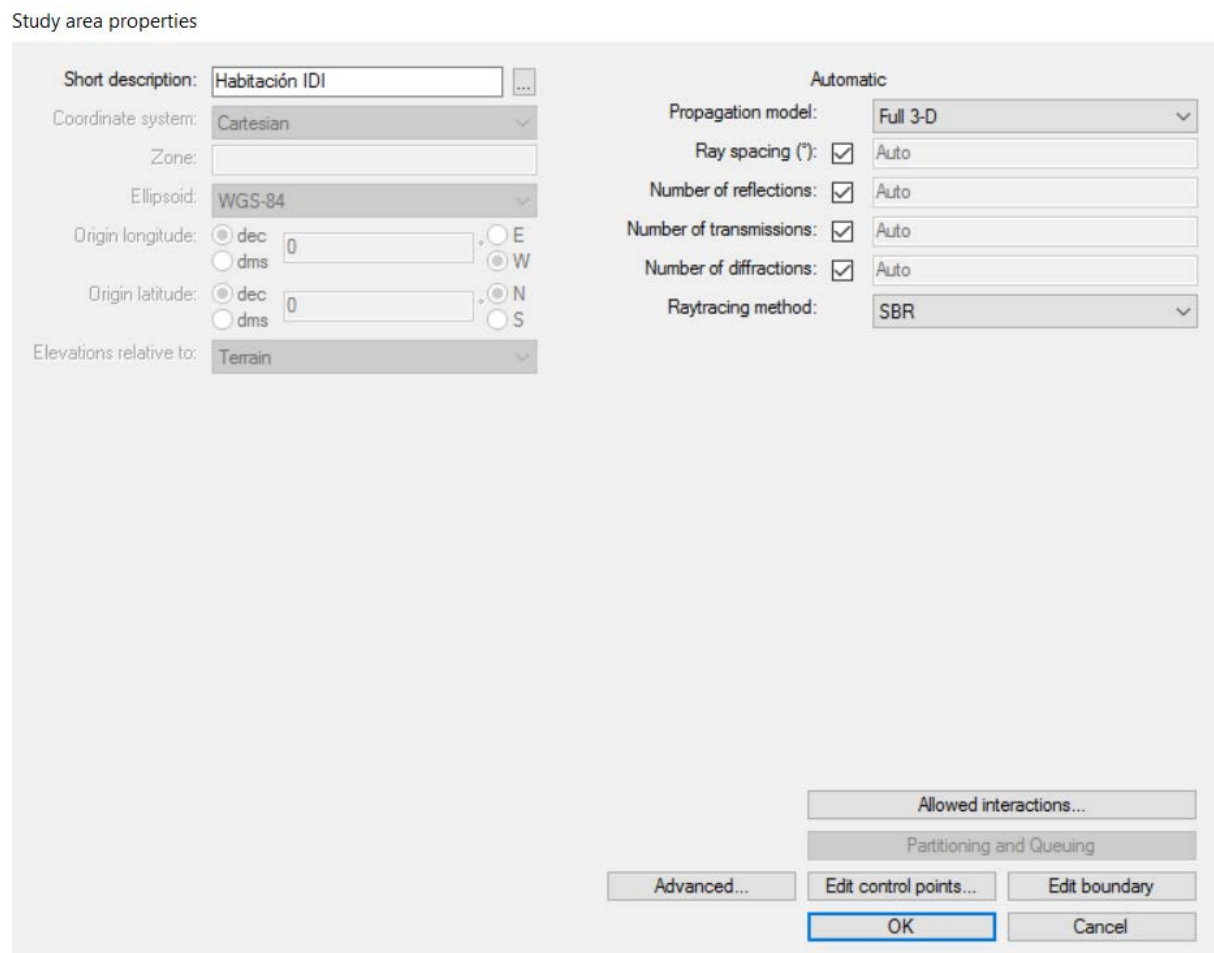 Study area properties
Short description: Habitación IDI ...
Coordinate system: Cartesian
Zone:
Ellipsoid: WGS-84
Origin longitude: dec 0 ° E
dms W
Origin latitude: dec 0 ° N
dms S
Elevations relative to: Terrain
Automatic
Propagation model: Full 3-D
Ray spacing (°): Auto
Number of reflections: Auto
Number of transmissions: Auto
Number of diffractions: Auto
Raytracing method: SBR
Allowed interactions...
Partitioning and Queuing
Advanced... Edit control points... Edit boundary
OK Cancel